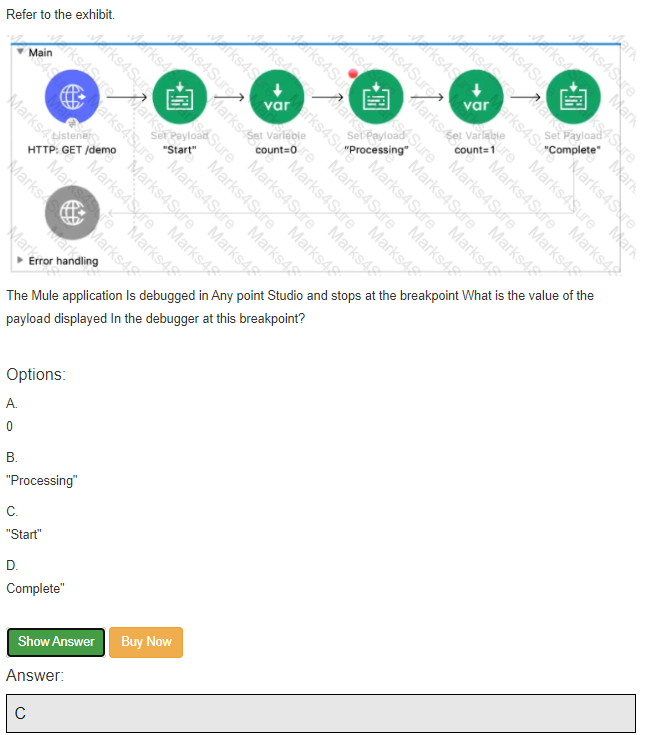 Refer to the exhibit.
Main
Listener
Set Payload
Set Variable
Set Payload
Set Variable
Set Payload
HTTP: GET /demo
"Start"
count=0
"Processing"
count=1
"Complete"
Error handling
The Mule application Is debugged in Any point Studio and stops at the breakpoint What is the value of the
payload displayed In the debugger at this breakpoint?
Options:
A.
0
B.
"Processing"
C.
"Start"
D.
Complete"
Show Answer
Buy Now
Answer:
C